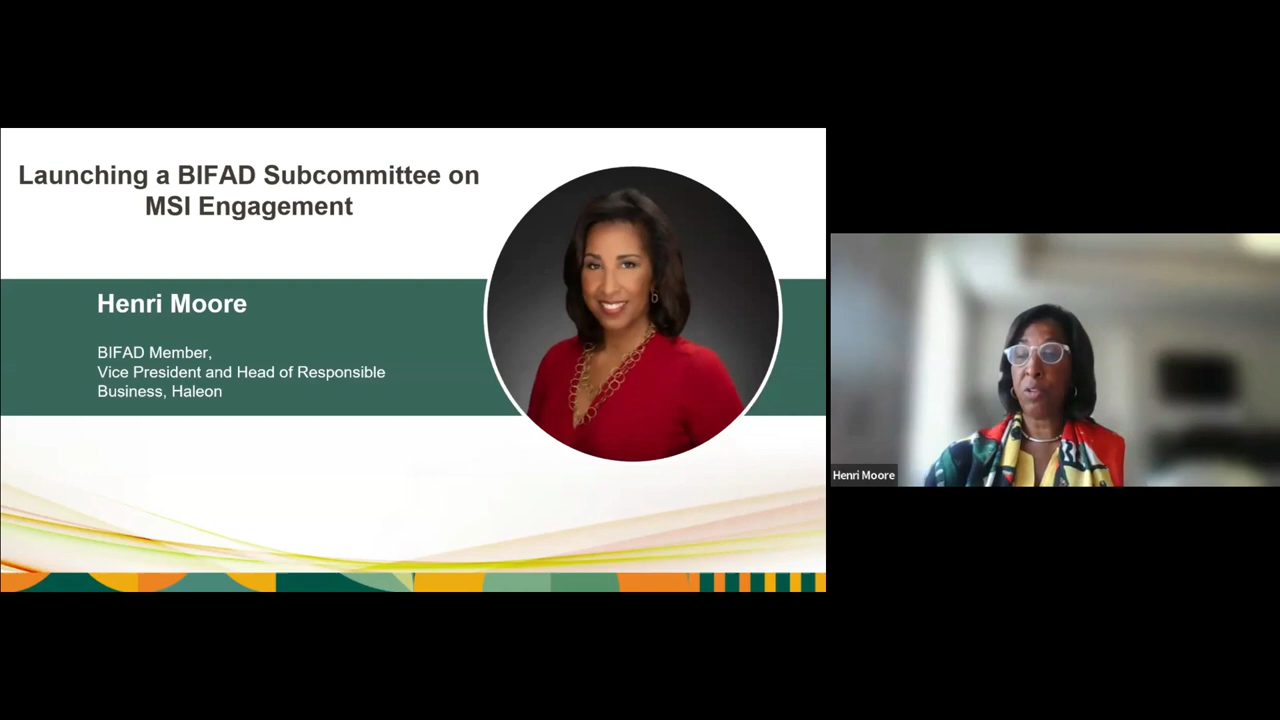 Launching a BIFAD Subcommittee on
MSI Engagement
Henri Moore
BIFAD Member,
Vice President and Head of Responsible
Business, Haleon
Henri Moore